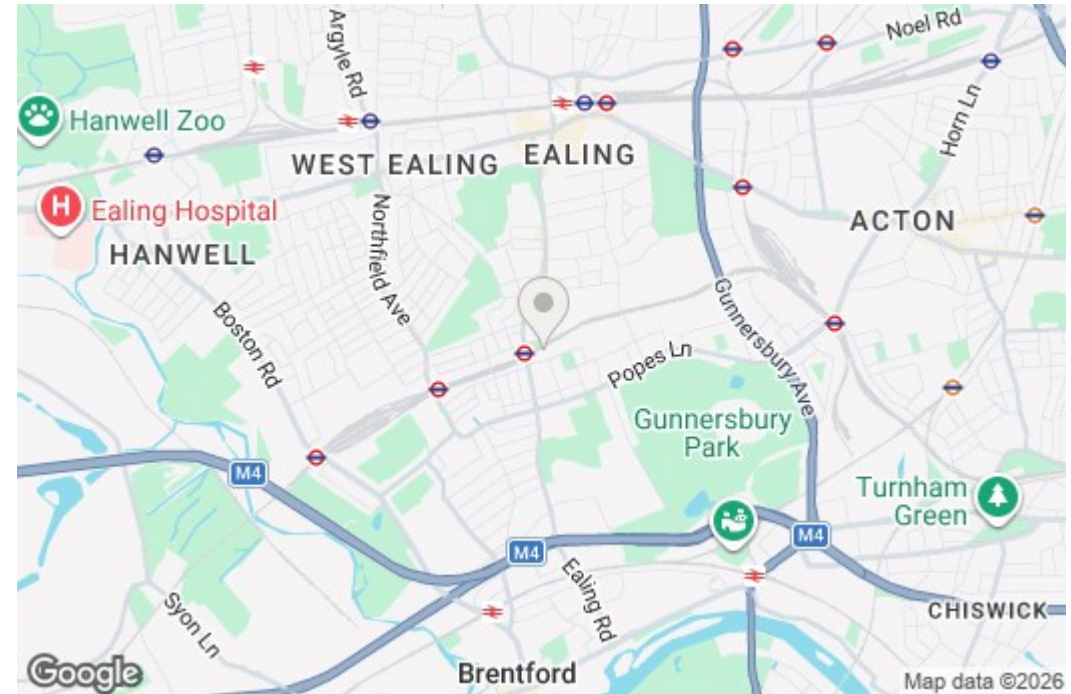 Noel Rd
Argyle Rd
Hanwell Zoo
Horn Ln
WEST EALING
EALING
H
Ealing Hospital
ACTON
HANWELL
Northfield Ave
Boston Rd
Gunnersbury Ave
Popes Ln
Gunnersbury
Park
M4
Turnham
Green
M4
M4
Ealing Rd
CHISWICK
Syon Ln
Brentford
Google
Map data ©2026